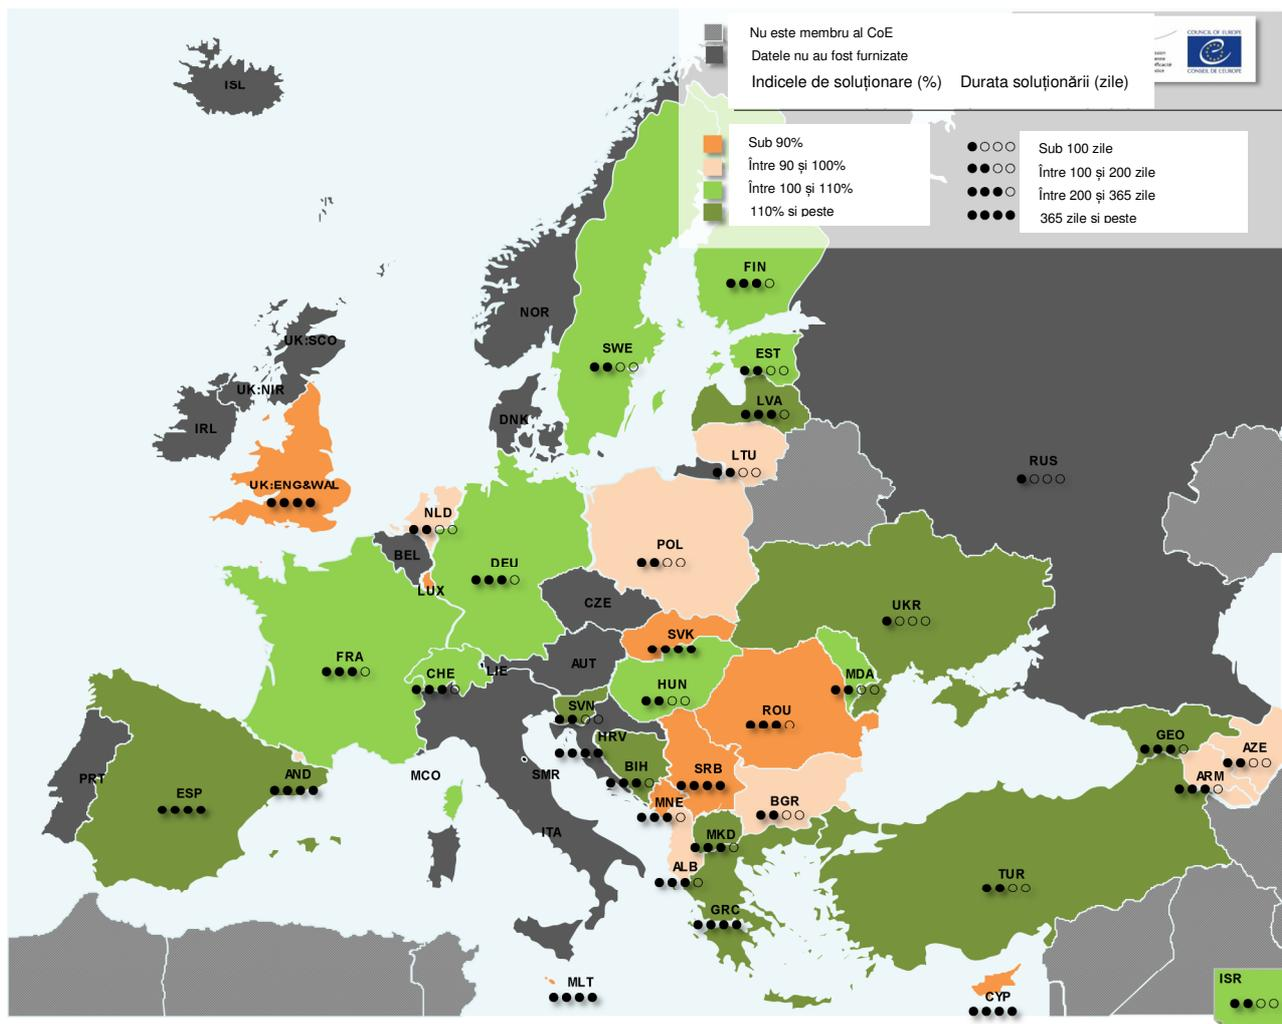 Nu este membru al CoE
Datele nu au fost furnizate
Indicele de soluționare (%) Durata soluționării (zile)
COUNCIL OF EUROPE
CONSEIL DE L'EUROPE
Sub 90%
Între 90 și 100%
Între 100 și 110%
110% si peste
Sub 100 zile
Între 100 și 200 zile
Între 200 și 365 zile
365 zile si peste
ISL
FIN
NOR
UK:SCO
SWE
EST
UK:NIR
LVA
DNK
IRL
LTU
RUS
UK:ENG&WAL
NLD
POL
BEL
DEU
LUX
CZE
UKR
SVK
FRA
AUT
LIE
CHE
MDA
HUN
SVN
ROU
HRV
GEO
AZE
BIH
SRB
MCO
SMR
ARM
PRT
AND
ESP
MNE
BGR
ITA
MKD
ALB
TUR
GRC
MLT
ISR
CYP